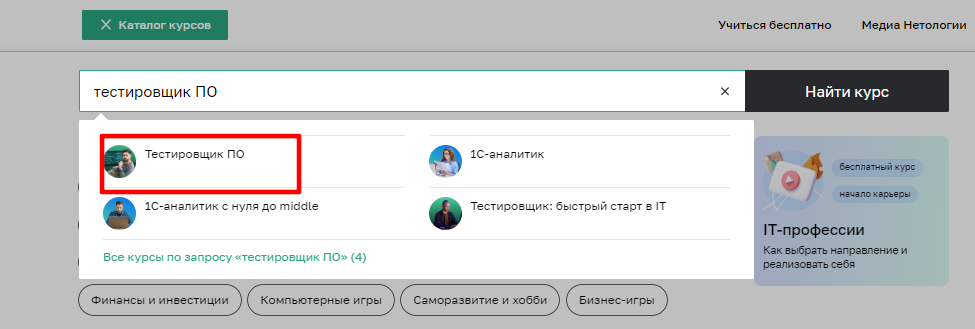 Каталог курсов
Учиться бесплатно
Медиа Нетологии
тестировщик ПО
Найти курс
Тестировщик ПО
1С-аналитик
1С-аналитик с нуля до middle
Тестировщик: быстрый старт в IT
Все курсы по запросу «тестировщик ПО» (4)
бесплатный курс
начало карьеры
IT-профессии
Как выбрать направление и
реализовать себя
Финансы и инвестиции
Компьютерные игры
Саморазвитие и хобби
Бизнес-игры